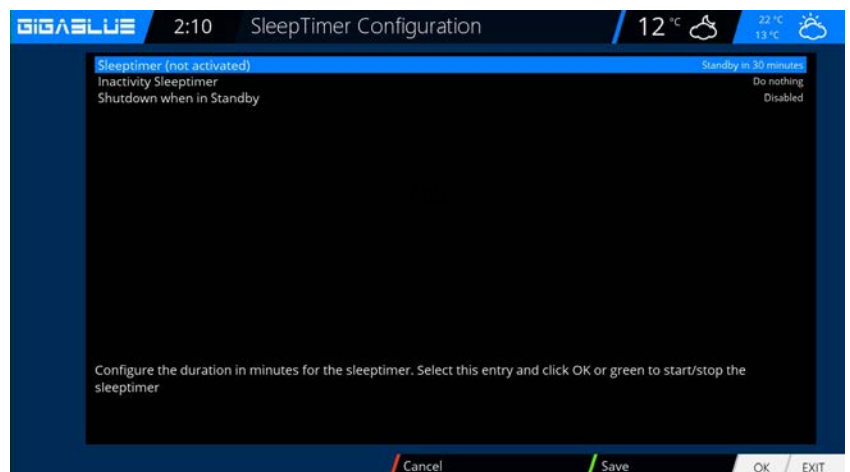 GIGABLUE 2:10 SleepTimer Configuration 12 °C 22 °C
13 °C
Sleeptimer (not activated) Standby in 30 minutes
Inactivity Sleeptimer Do nothing
Shutdown when in Standby Disabled
Configure the duration in minutes for the sleeptimer. Select this entry and click OK or green to start/stop the
sleeptimer
Cancel Save OK EXIT